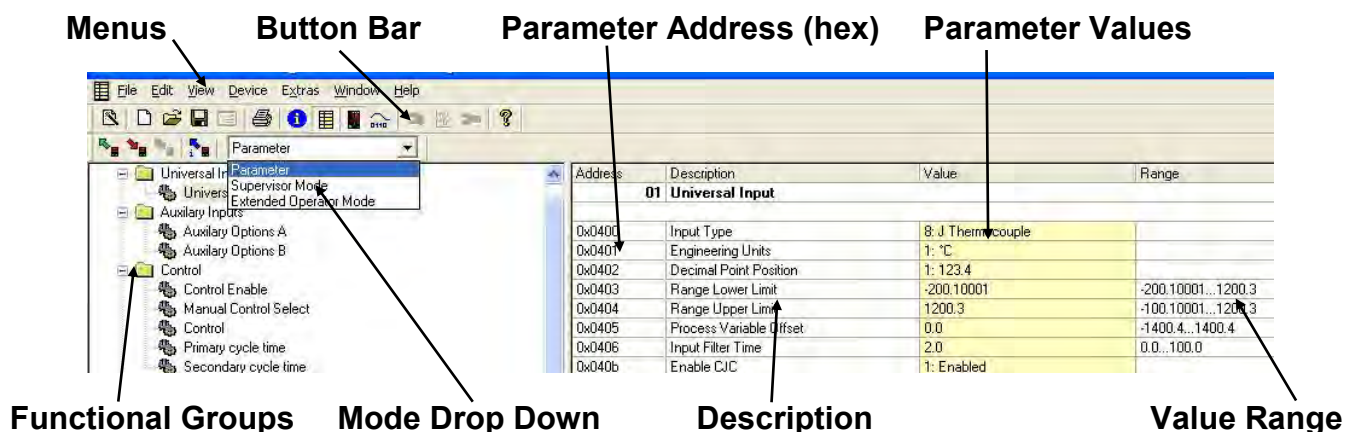 Menus Button Bar Parameter Address (hex) Parameter Values
File Edit View Device Extras Window Help
Parameter
Universal In Parameter
Univers Supervisor Mode
Extended Operator Mode
Auxilary Inputs
Auxilary Options A
Auxilary Options B
Control
Control Enable
Manual Control Select
Control
Primary cycle time
Secondary cycle time
Address Description Value Range
01 Universal Input
0x0400 Input Type 8: J Thermocouple
0x0401 Engineering Units 1: °C
0x0402 Decimal Point Position 1: 123.4
0x0403 Range Lower Limit -200.10001 -200.10001...1200.3
0x0404 Range Upper Limit 1200.3 -100.10001...1200.3
0x0405 Process Variable Offset 0.0 -1400.4...1400.4
0x0406 Input Filter Time 2.0 0.0...100.0
0x040b Enable CJC 1: Enabled
Functional Groups Mode Drop Down Description Value Range